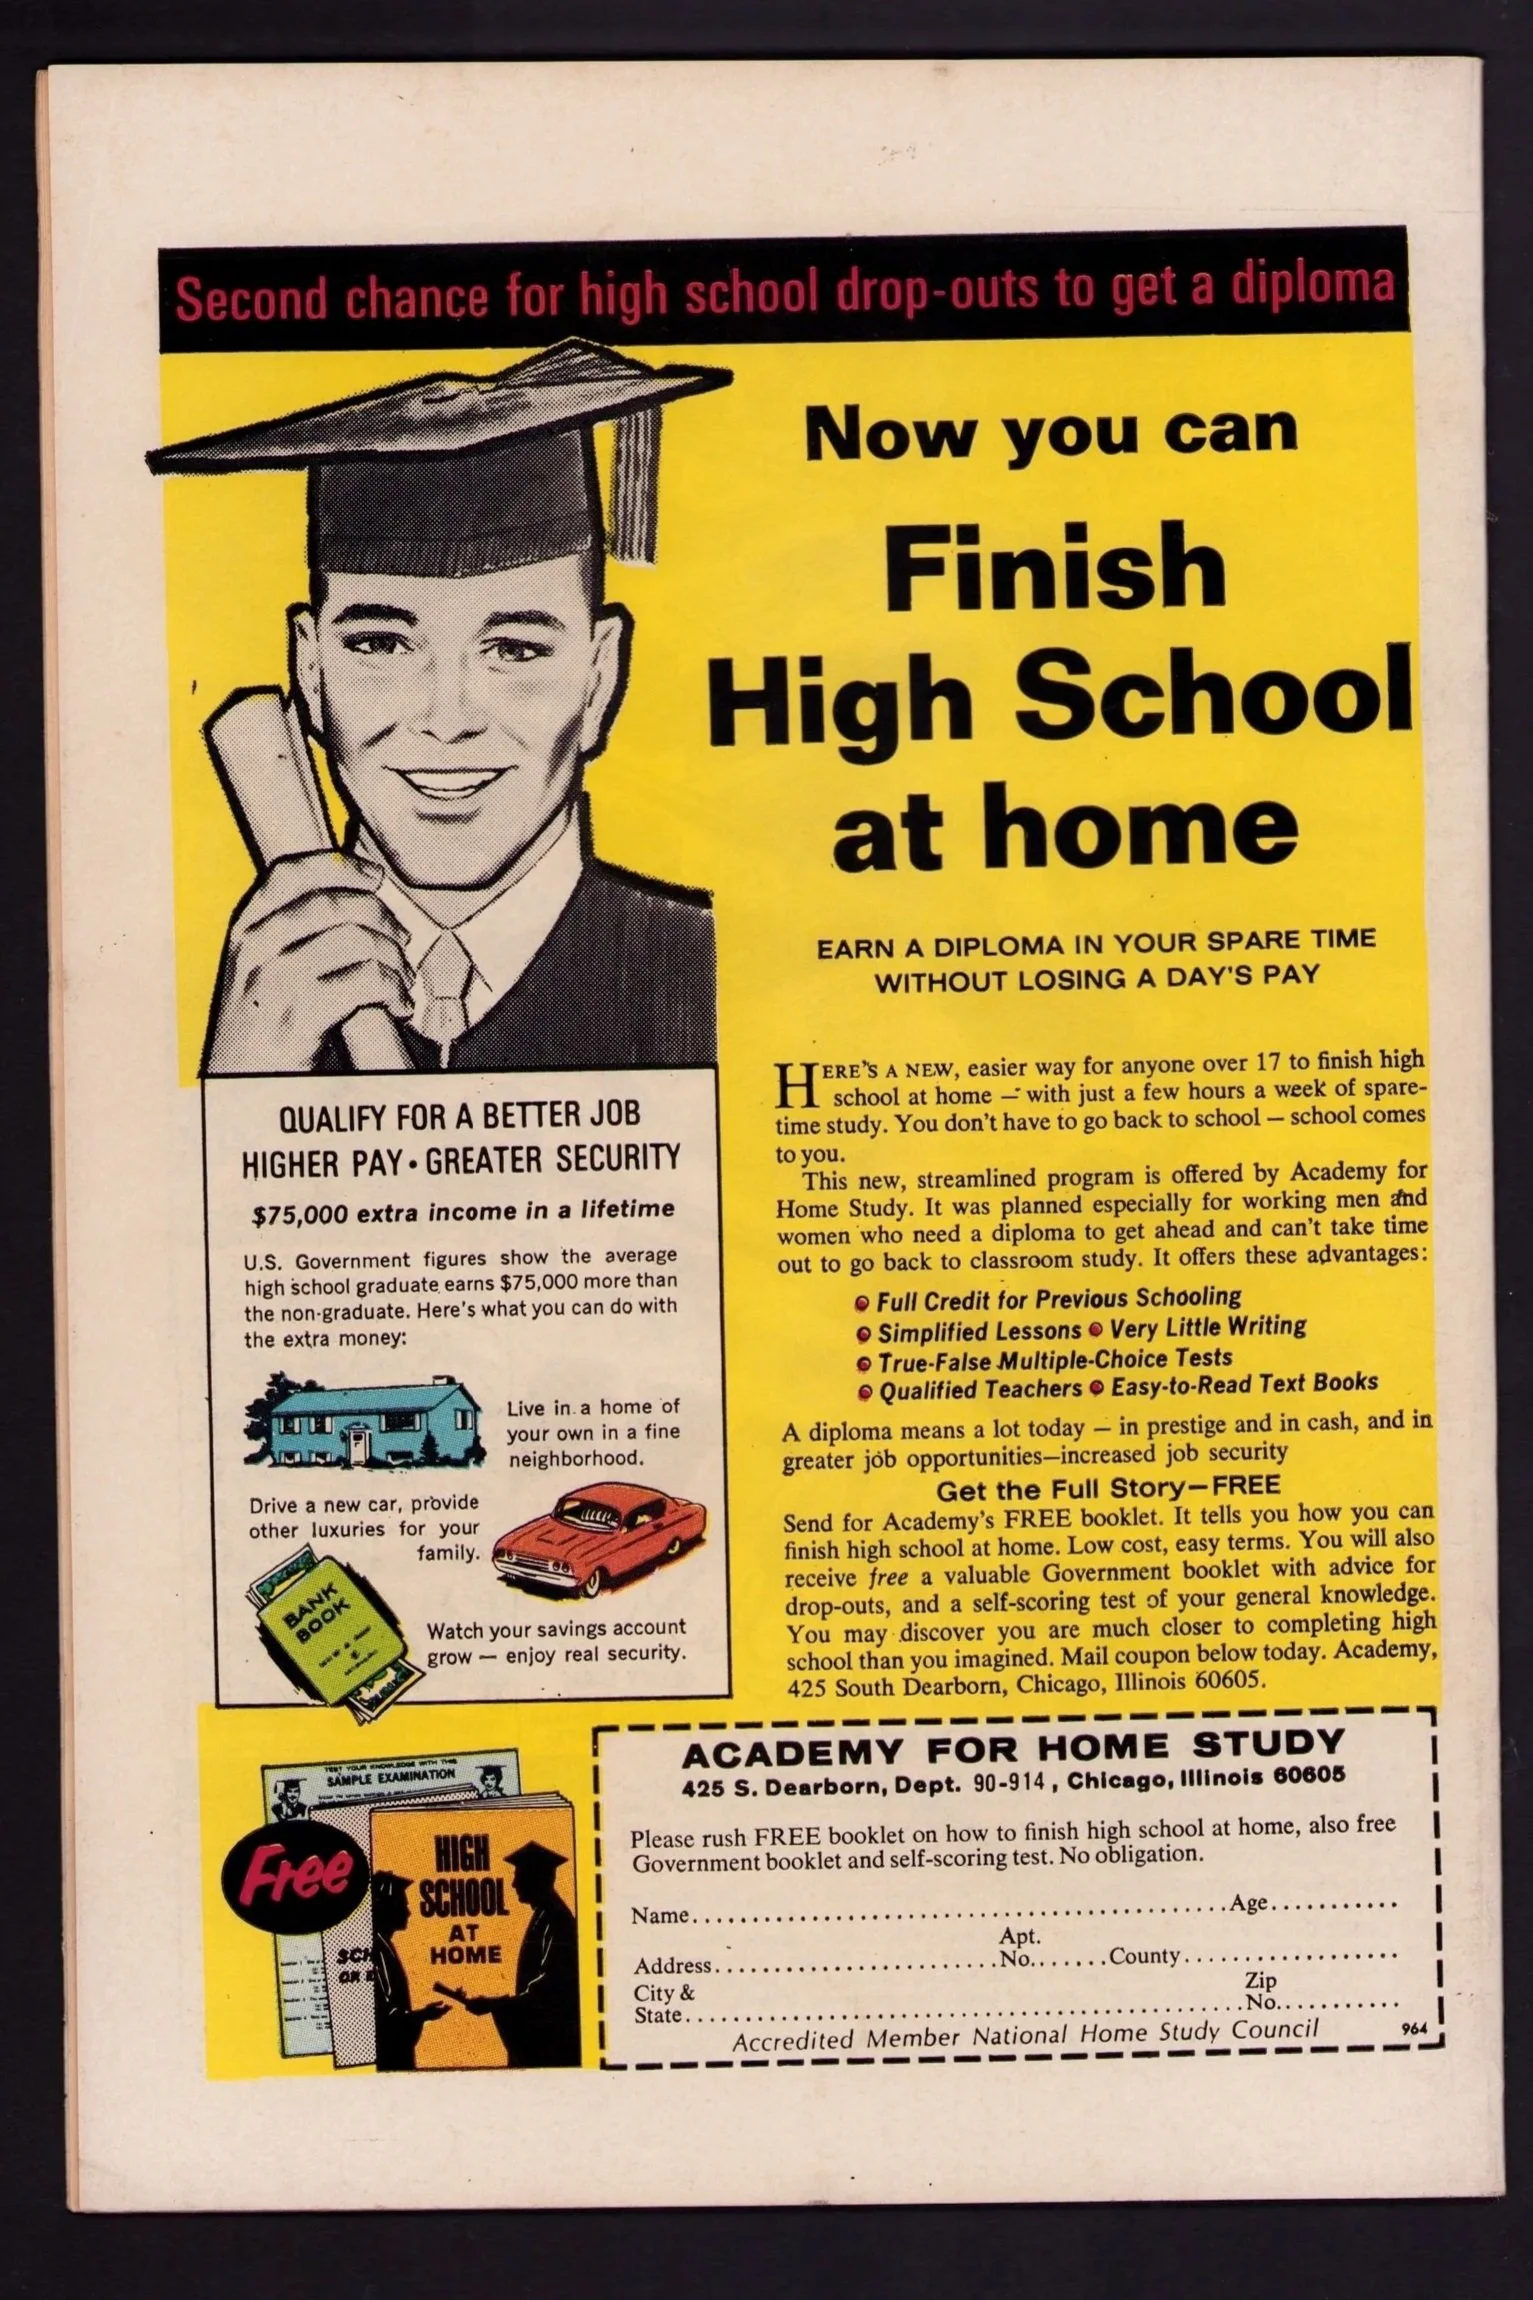 Second chance for high school drop-outs to get a diploma
Now you can
Finish
High School
at home
EARN A DIPLOMA IN YOUR SPARE TIME
WITHOUT LOSING A DAY'S PAY
HERE'S A NEW, easier way for anyone over 17 to finish high
school at home — with just a few hours a week of spare-
time study. You don't have to go back to school — school comes
to you.
This new, streamlined program is offered by Academy for
Home Study. It was planned especially for working men and
women who need a diploma to get ahead and can't take time
out to go back to classroom study. It offers these advantages:
Full Credit for Previous Schooling
Simplified Lessons • Very Little Writing
True-False Multiple-Choice Tests
Qualified Teachers • Easy-to-Read Text Books
A diploma means a lot today — in prestige and in cash, and in
greater job opportunities—increased job security
Get the Full Story—FREE
Send for Academy's FREE booklet. It tells you how you can
finish high school at home. Low cost, easy terms. You will also
receive free a valuable Government booklet with advice for
drop-outs, and a self-scoring test of your general knowledge.
You may discover you are much closer to completing high
school than you imagined. Mail coupon below today. Academy,
425 South Dearborn, Chicago, Illinois 60605.
QUALIFY FOR A BETTER JOB
HIGHER PAY • GREATER SECURITY
$75,000 extra income in a lifetime
U.S. Government figures show the average
high school graduate earns $75,000 more than
the non-graduate. Here's what you can do with
the extra money:
Live in a home of
your own in a fine
neighborhood.
Drive a new car, provide
other luxuries for your
family.
BANK
BOOK
Watch your savings account
grow — enjoy real security.
TEST YOUR KNOWLEDGE WITH THIS
SAMPLE EXAMINATION
Free
HIGH
SCHOOL
AT
HOME
ACADEMY FOR HOME STUDY
425 S. Dearborn, Dept. 90-914, Chicago, Illinois 60605
Please rush FREE booklet on how to finish high school at home, also free
Government booklet and self-scoring test. No obligation.
Name..............................................Age...........
Apt.
Address........................No.......County...................
City & Zip
State................................................No...........
Accredited Member National Home Study Council 964